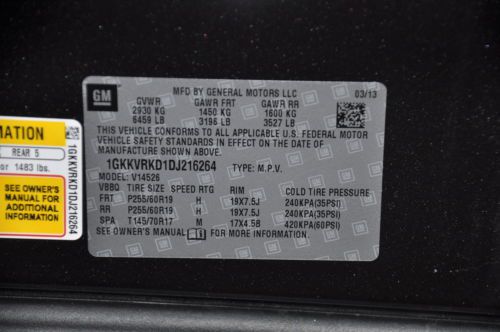 MATION
REAR 5
or 1483 lbs.
SEE OWNER'S
MANUAL FOR
ADDITIONAL
INFORMATION
1GKKVRKD1DJ216264
GM
MFD BY GENERAL MOTORS LLC
03/13
GVWR GAWR FRT GAWR RR
2930 KG 1450 KG 1600 KG
6459 LB 3196 LB 3527 LB
THIS VEHICLE CONFORMS TO ALL APPLICABLE U.S. FEDERAL MOTOR
VEHICLE SAFETY STANDARDS IN EFFECT ON THE DATE OF
MANUFACTURE SHOWN ABOVE.
1GKKVRKD1DJ216264 TYPE: M.P.V.
MODEL: V14526
TIRE SIZE SPEED RTG RIM COLD TIRE PRESSURE
FRT P255/60R19 H 19X7.5J 240KPA(35PSI)
RR P255/60R19 H 19X7.5J 240KPA(35PSI)
SPA T145/70R17 M 17X4.5B 420KPA(60PSI)
SEE OWNER'S MANUAL FOR MORE INFORMATION.